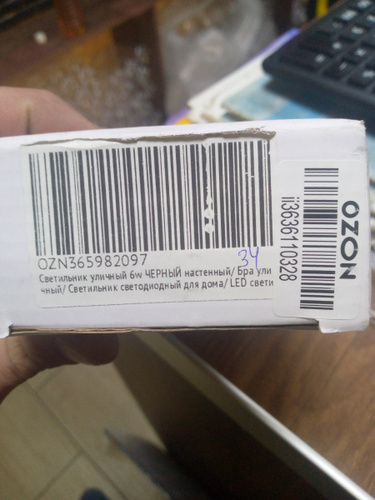 OZN365982097
34
Светильник уличный 6w ЧЕРНЫЙ настенный/ Бра ули
чный/ Светильник светодиодный для дома/ LED свети
ii3636110328
OZON